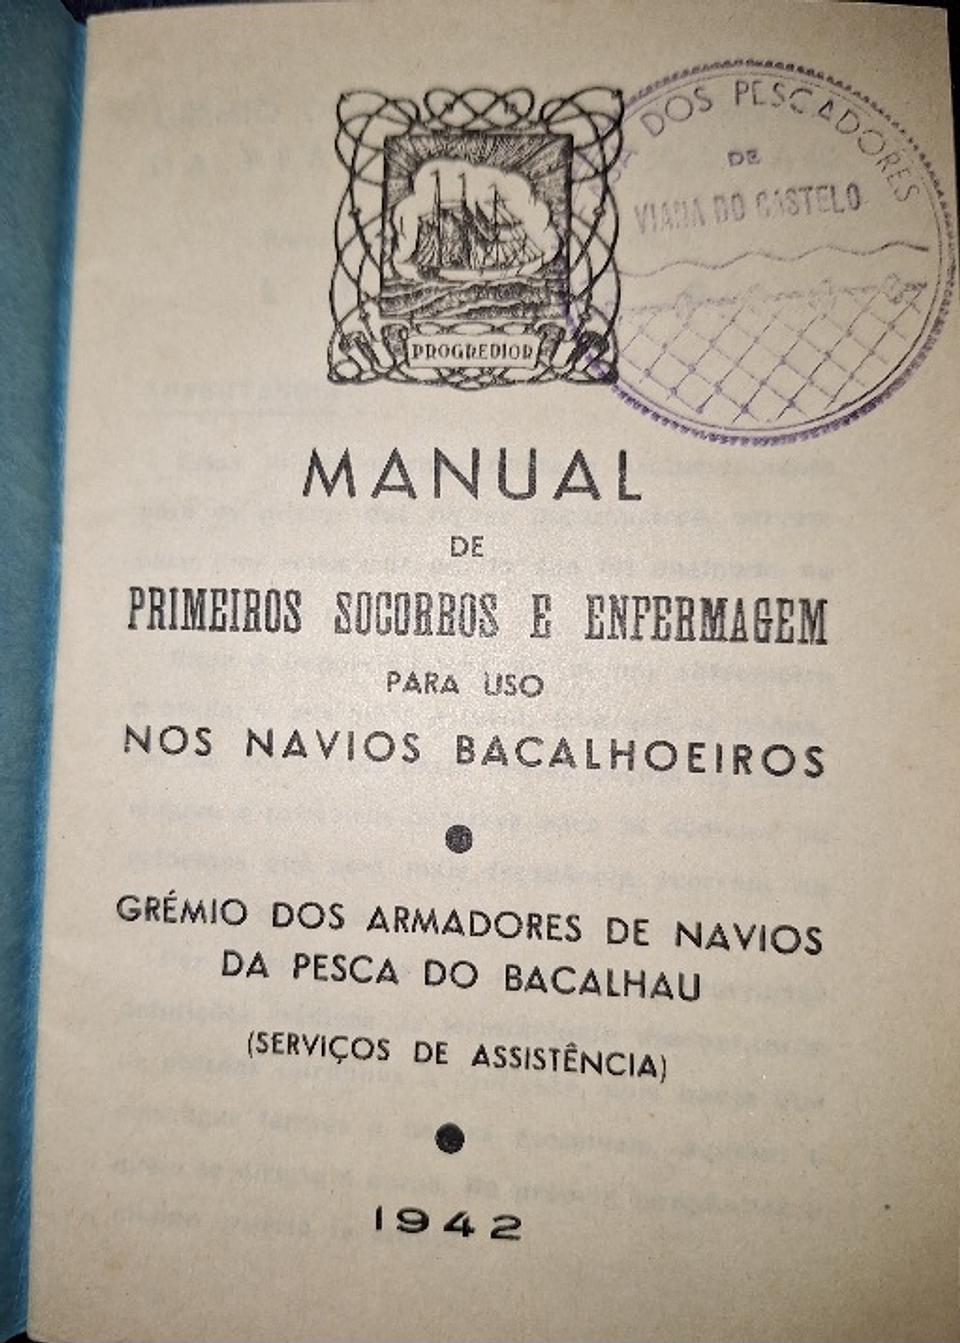 DOS PESCADORES
DE
VIANA DO CASTELO
PROGREDIOR
MANUAL
DE
PRIMEIROS SOCORROS E ENFERMAGEM
PARA USO
NOS NAVIOS BACALHOEIROS
GRÉMIO DOS ARMADORES DE NAVIOS
DA PESCA DO BACALHAU
(SERVIÇOS DE ASSISTÊNCIA)
1942